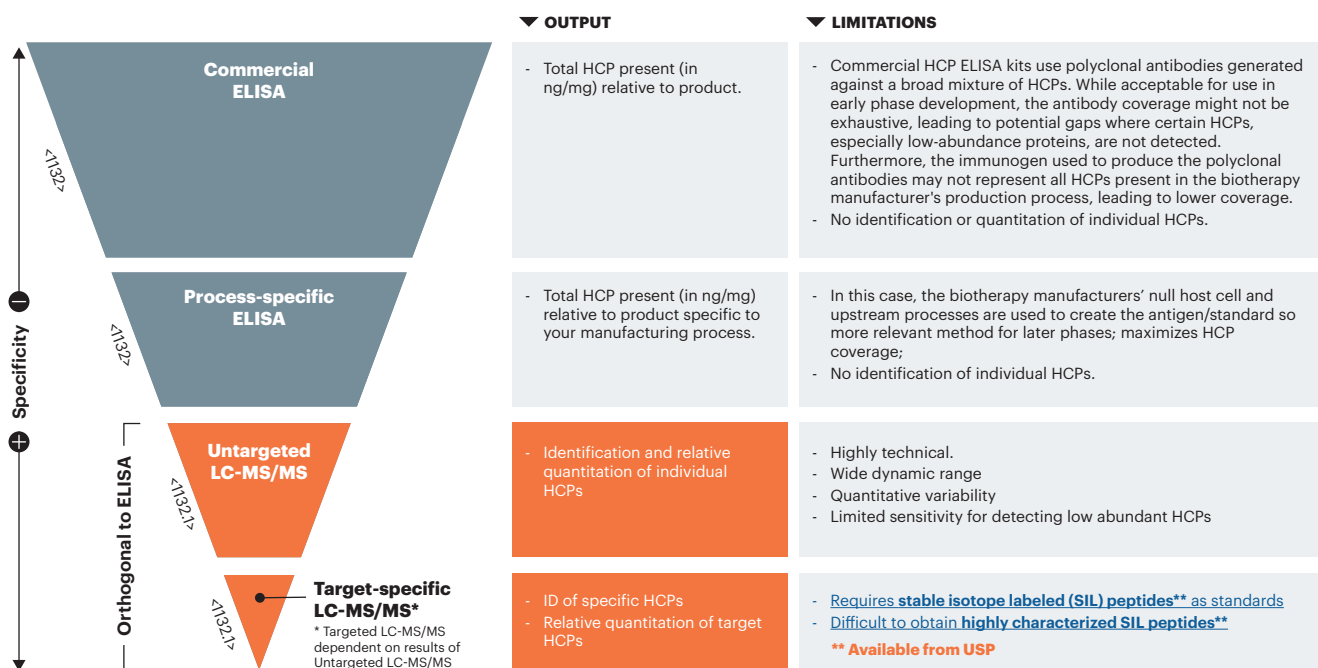 OUTPUT
LIMITATIONS
Commercial
ELISA
<1132>
- Total HCP present (in
ng/mg) relative to product.
- Commercial HCP ELISA kits use polyclonal antibodies generated
against a broad mixture of HCPs. While acceptable for use in
early phase development, the antibody coverage might not be
exhaustive, leading to potential gaps where certain HCPs,
especially low-abundance proteins, are not detected.
Furthermore, the immunogen used to produce the polyclonal
antibodies may not represent all HCPs present in the biotherapy
manufacturer's production process, leading to lower coverage.
- No identification or quantitation of individual HCPs.
Specificity
Process-specific
ELISA
<1132>
- Total HCP present (in ng/mg)
relative to product specific to
your manufacturing process.
- In this case, the biotherapy manufacturers’ null host cell and
upstream processes are used to create the antigen/standard so
more relevant method for later phases; maximizes HCP
coverage;
- No identification of individual HCPs.
Orthogonal to ELISA
Untargeted
LC-MS/MS
<1132.1>
- Identification and relative
quantitation of individual
HCPs
- Highly technical.
- Wide dynamic range
- Quantitative variability
- Limited sensitivity for detecting low abundant HCPs
<1132.1>
Target-specific
LC-MS/MS*
* Targeted LC-MS/MS
dependent on results of
Untargeted LC-MS/MS
- ID of specific HCPs
- Relative quantitation of target
HCPs
- Requires stable isotope labeled (SIL) peptides** as standards
- Difficult to obtain highly characterized SIL peptides**
** Available from USP